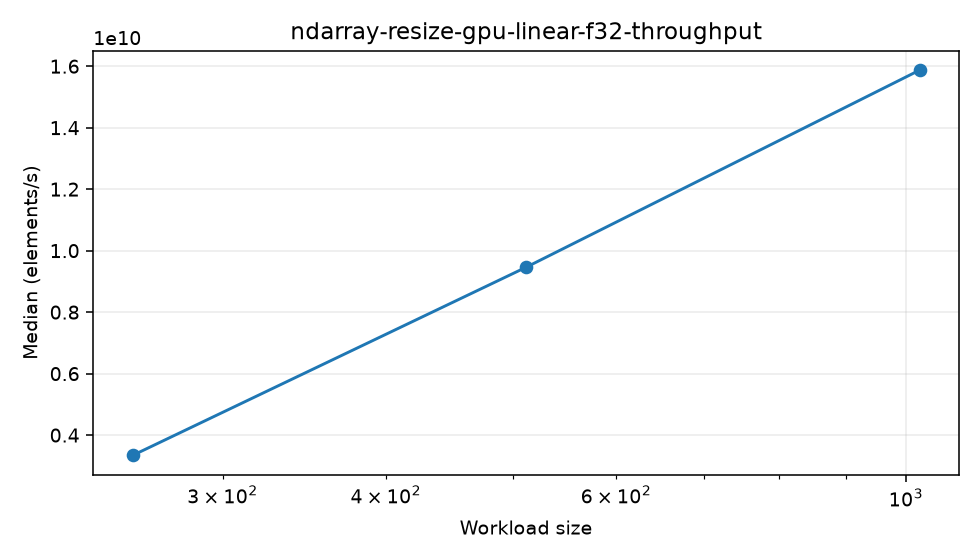 ndarray-resize-gpu-linear-f32-throughput
1e10
1.6
1.4
1.2
1.0
0.8
0.6
0.4
Median (elements/s)
3 × 10²
4 × 10²
6 × 10²
10³
Workload size